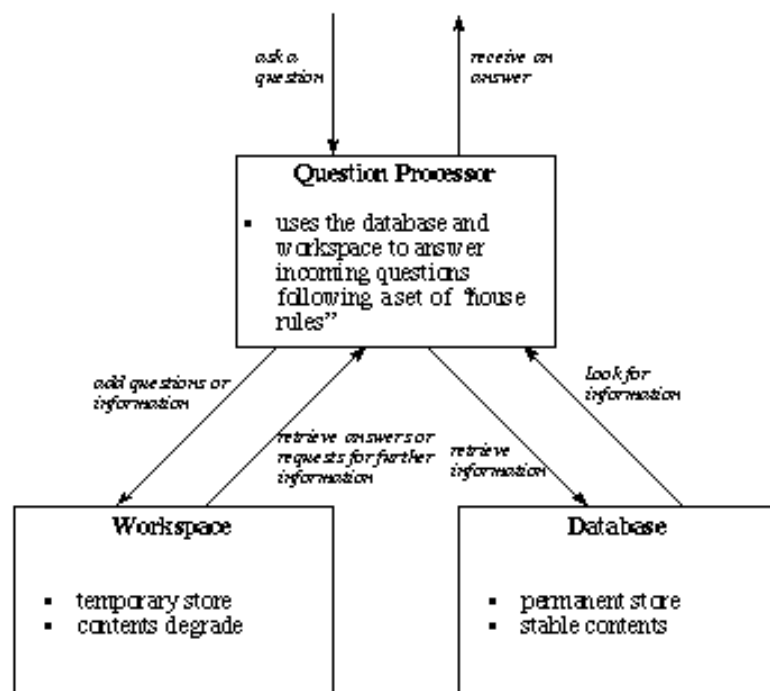 ask a
question
receive an
answer
Question Processor
▪ uses the database and
workspace to answer
incoming questions
following a set of “house
rules”
add questions or
information
retrieve answers or
requests for further
information
retrieve
information
Look for
information
Workspace
▪ temporary store
▪ contents degrade
Database
▪ permanent store
▪ stable contents